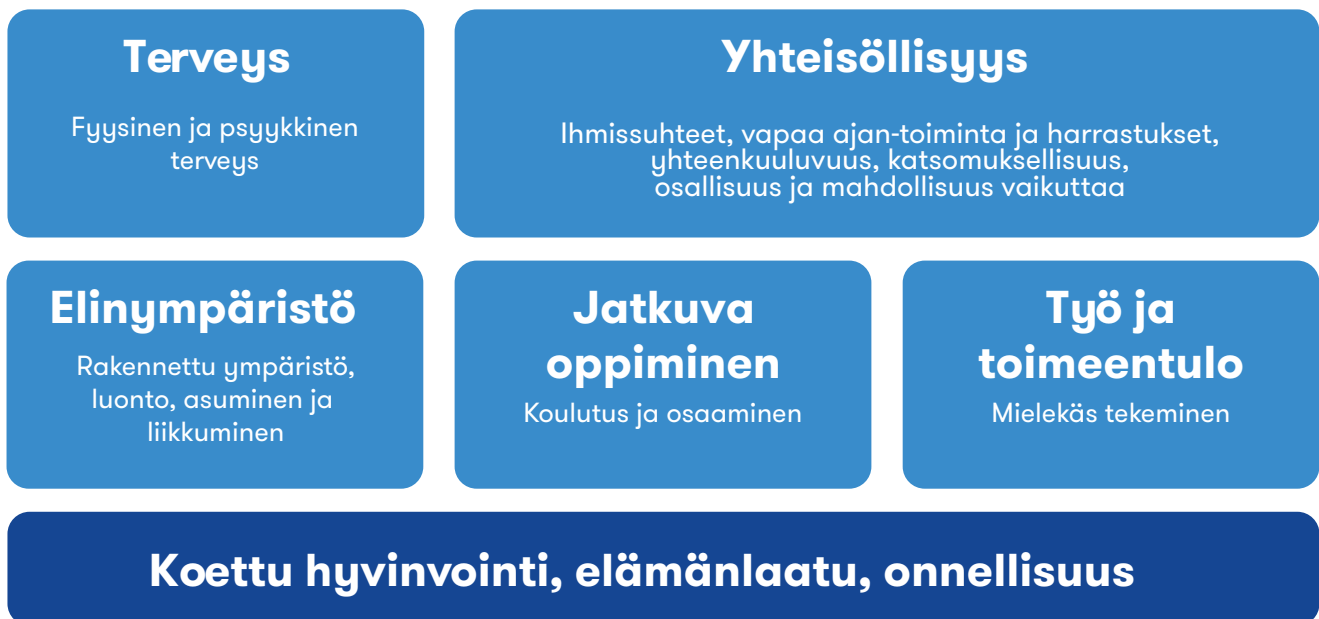 Terveys
Fyysinen ja psyykkinen
terveys
Yhteisöllisyys
Ihmissuhteet, vapaa ajan-toiminta ja harrastukset,
yhteenkuuluvuus, katsomuksellisuus,
osallisuus ja mahdollisuus vaikuttaa
Elinympäristö
Rakennettu ympäristö,
luonto, asuminen ja
liikkuminen
Jatkuva
oppiminen
Koulutus ja osaaminen
Työ ja
toimeentulo
Mielekäs tekeminen
Koettu hyvinvointi, elämänlaatu, onnellisuus